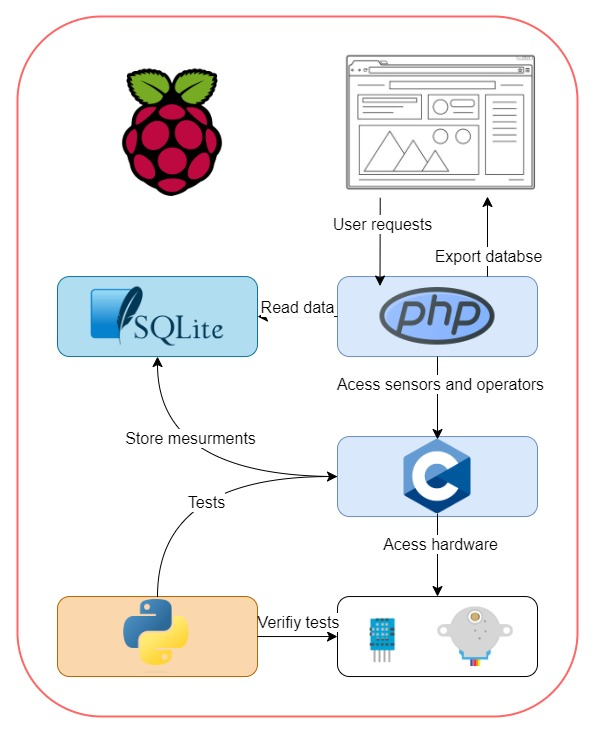 User requests
Export databse
SQLite
Read data
php
Acess sensors and operators
C
Store mesurments
Tests
Acess hardware
Verifiy tests